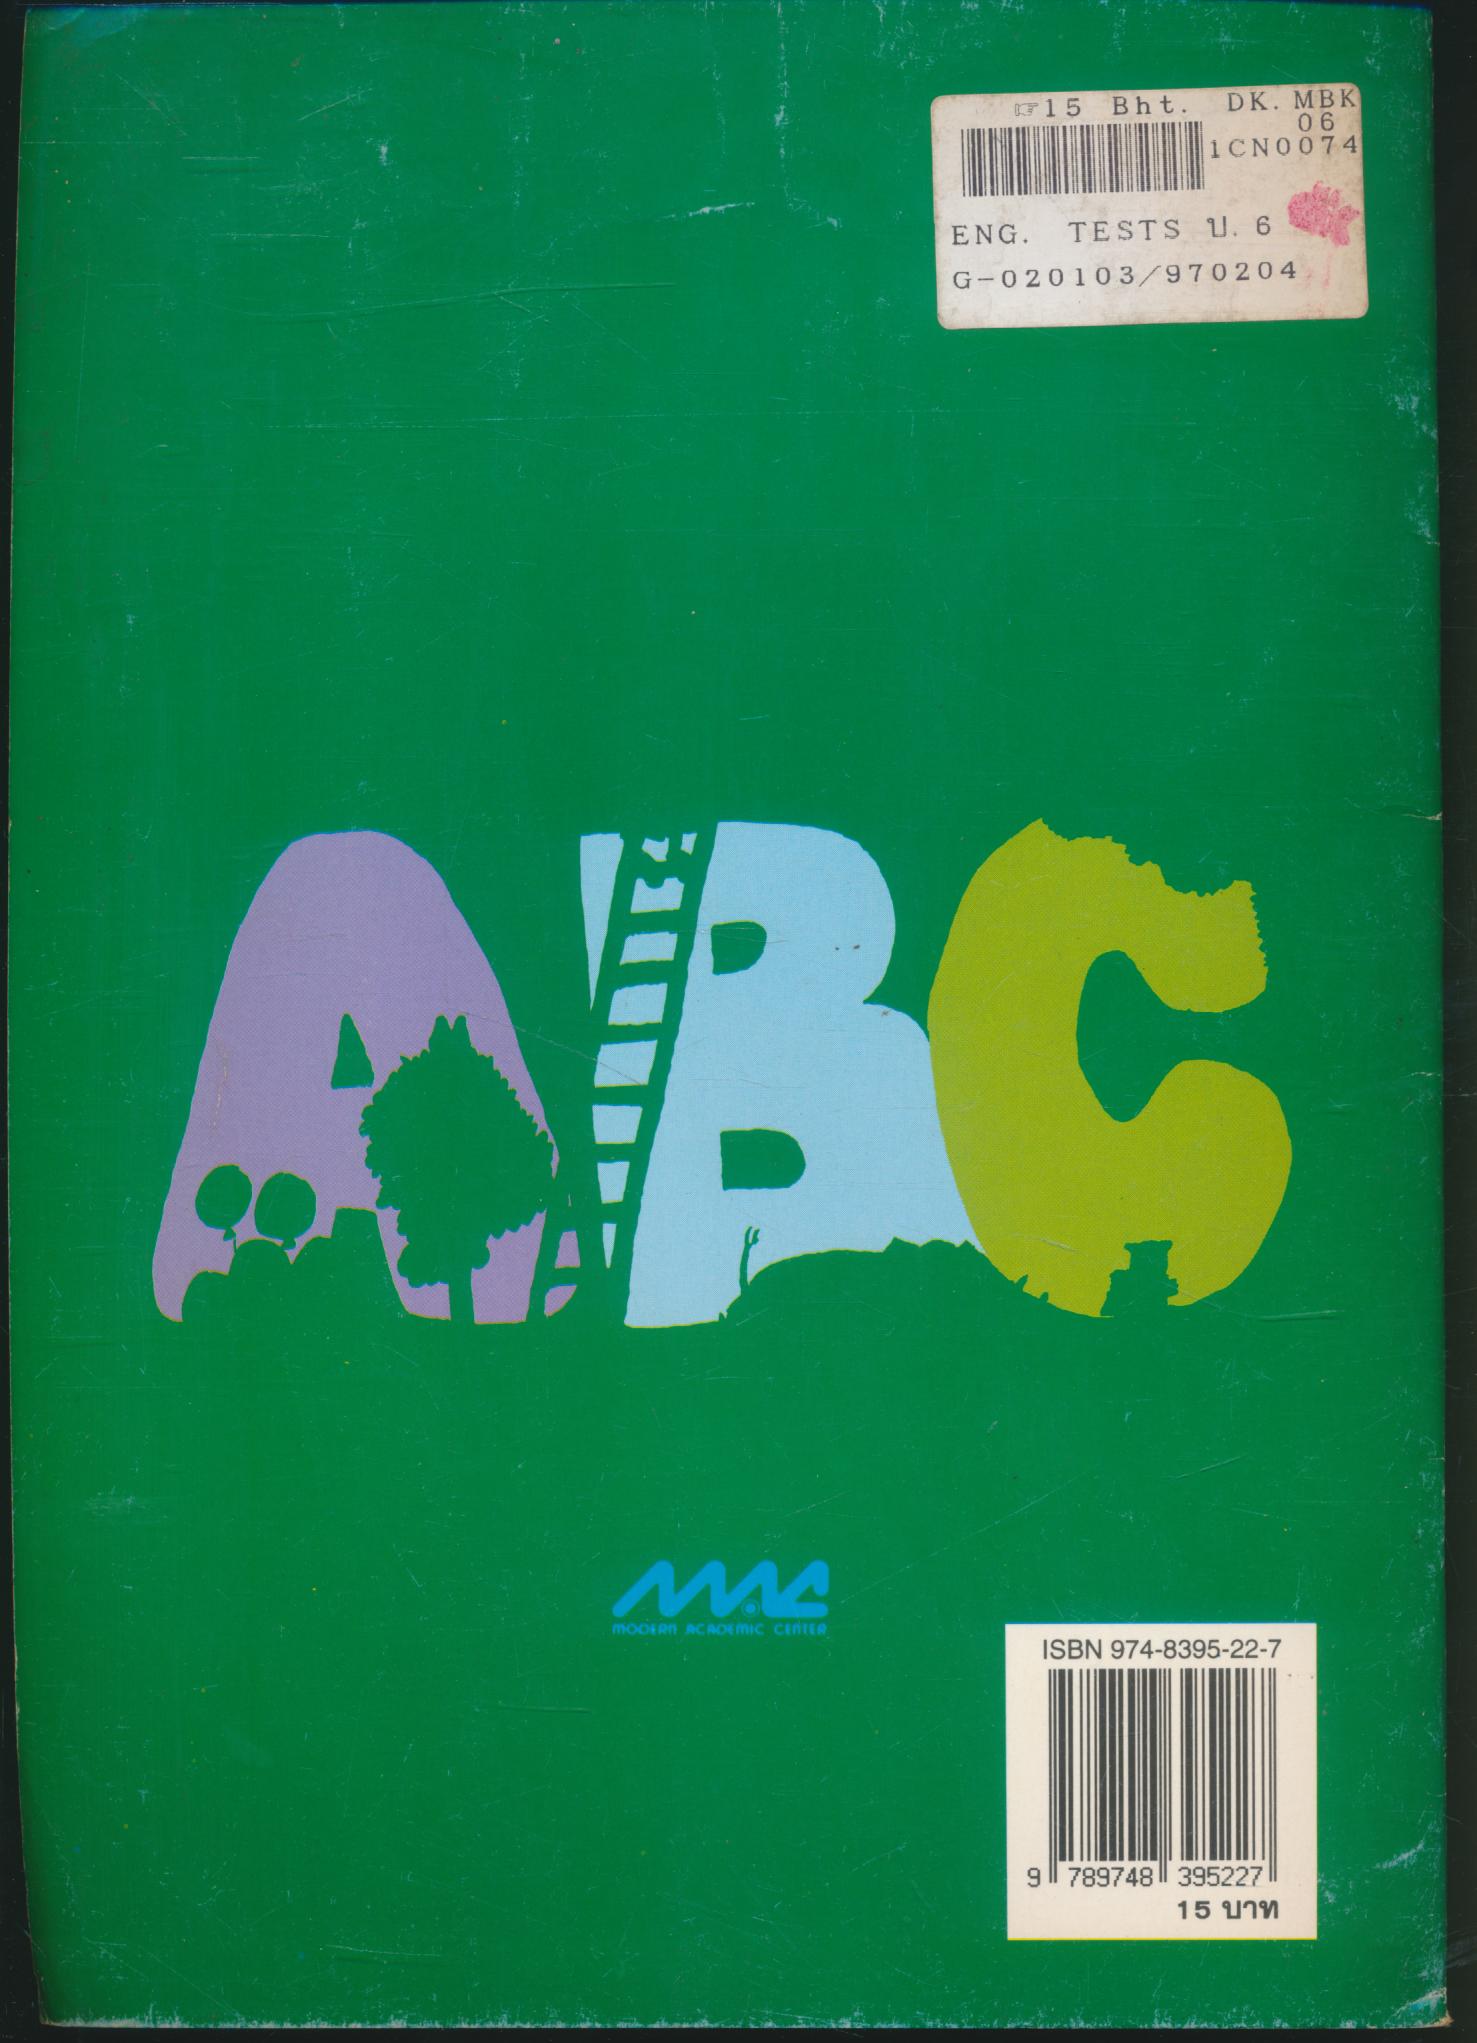 ☞15 Bht. DK. MBK
06
1CN0074
ENG. TESTS ป. 6
G-020103/970204
ABC
MAC
MODERN ACADEMIC CENTER
ISBN 974-8395-22-7
9 789748 395227
15 บาท